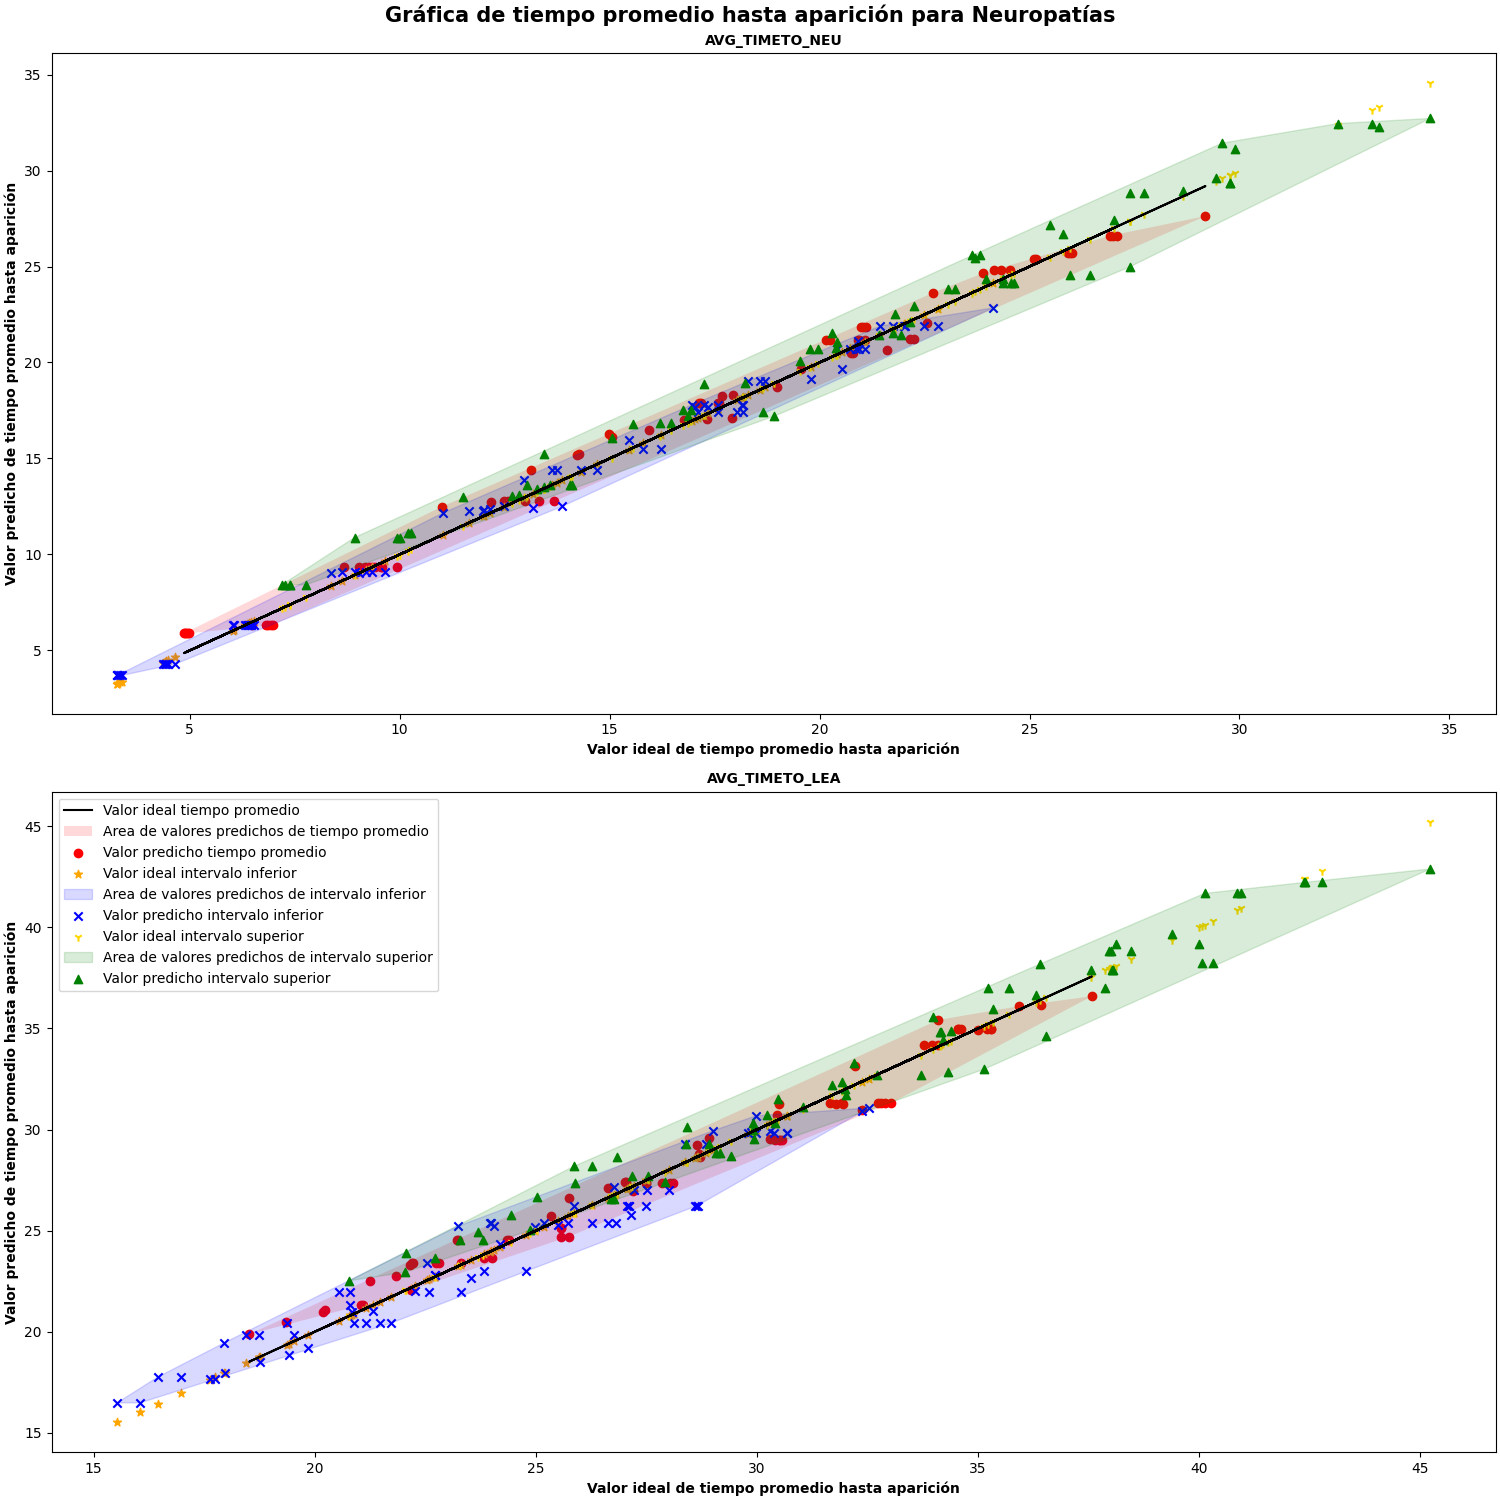 Gráfica de tiempo promedio hasta aparición para Neuropatías
AVG_TIMETO_NEU
Valor predicho de tiempo promedio hasta aparición
35
30
25
20
15
10
5
5
10
15
20
25
30
35
Valor ideal de tiempo promedio hasta aparición
AVG_TIMETO_LEA
Valor predicho de tiempo promedio hasta aparición
45
40
35
30
25
20
15
Valor ideal tiempo promedio
Area de valores predichos de tiempo promedio
Valor predicho tiempo promedio
Valor ideal intervalo inferior
Area de valores predichos de intervalo inferior
Valor predicho intervalo inferior
Valor ideal intervalo superior
Area de valores predichos de intervalo superior
Valor predicho intervalo superior
15
20
25
30
35
40
45
Valor ideal de tiempo promedio hasta aparición